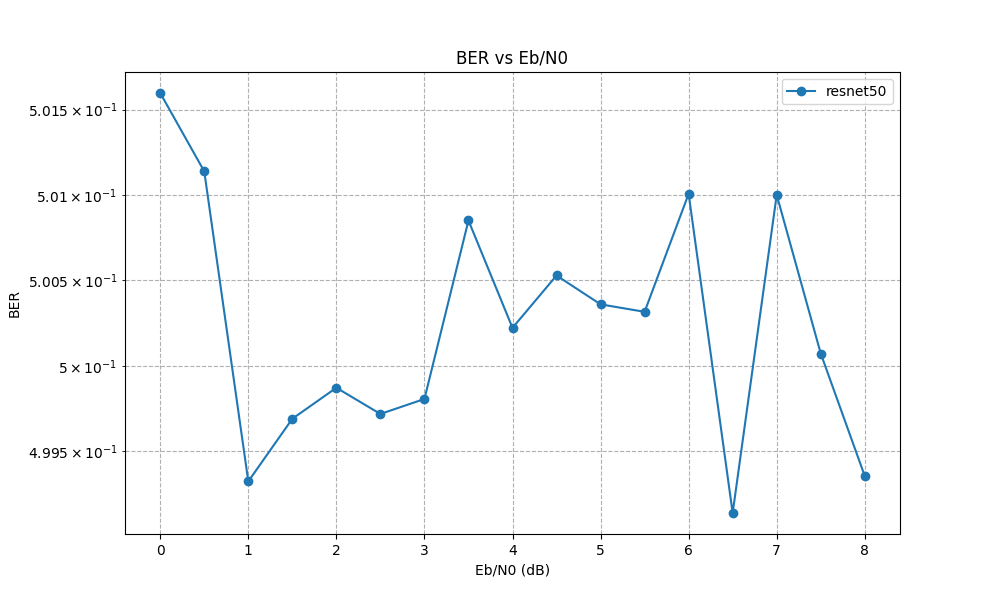 BER vs Eb/N0
resnet50
5.015 × 10⁻¹
5.01 × 10⁻¹
5.005 × 10⁻¹
5 × 10⁻¹
4.995 × 10⁻¹
BER
0 1 2 3 4 5 6 7 8
Eb/N0 (dB)